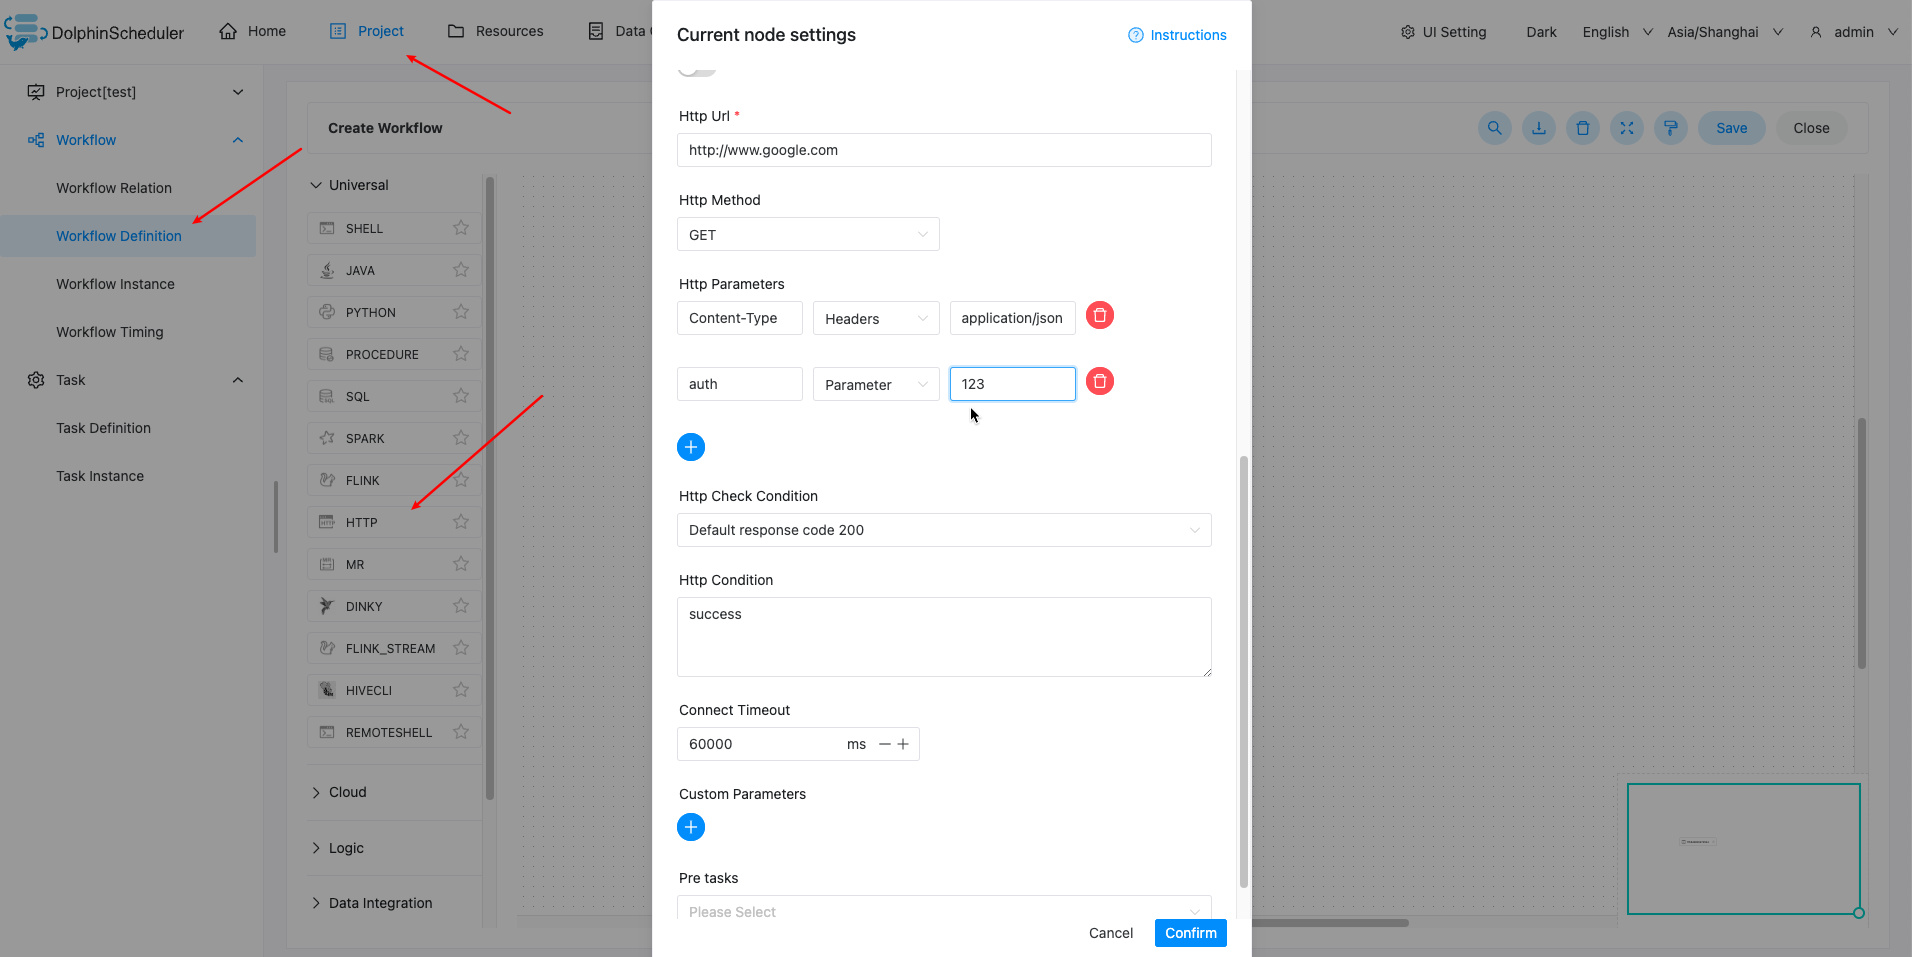 DolphinScheduler
Home
Project
Resources
Data
UI Setting
Dark
English
Asia/Shanghai
admin
Project[test]
Workflow
Workflow Relation
Workflow Definition
Workflow Instance
Workflow Timing
Task
Task Definition
Task Instance
Create Workflow
Save
Close
Universal
SHELL
JAVA
PYTHON
PROCEDURE
SQL
SPARK
FLINK
HTTP
MR
DINKY
FLINK_STREAM
HIVECLI
REMOTESHELL
Cloud
Logic
Data Integration
Current node settings
Instructions
Http Url *
http://www.google.com
Http Method
GET
Http Parameters
Content-Type Headers application/json
auth Parameter 123
Http Check Condition
Default response code 200
Http Condition
success
Connect Timeout
60000 ms
Custom Parameters
Pre tasks
Please Select
Cancel
Confirm